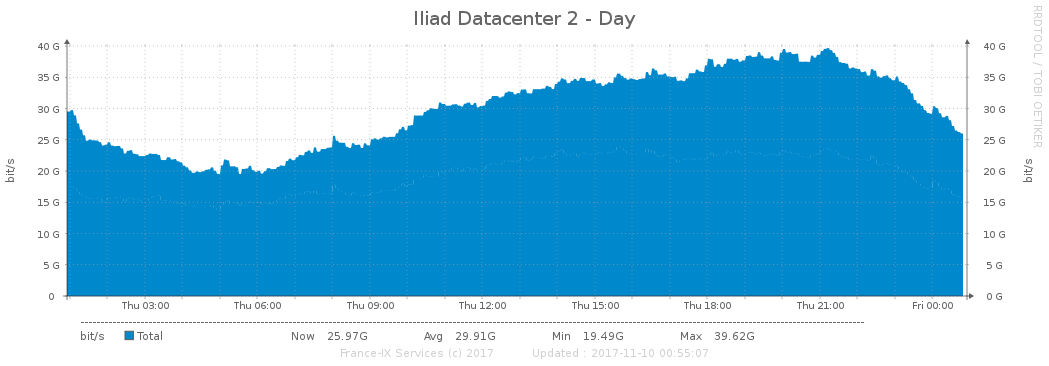 Iliad Datacenter 2 - Day
RRDTOOL / TOBI OETIKER
40 G 40 G
35 G 35 G
30 G 30 G
25 G 25 G
20 G 20 G
15 G 15 G
10 G 10 G
5 G 5 G
0 0 G
bit/s bit/s
Thu 03:00 Thu 06:00 Thu 09:00 Thu 12:00 Thu 15:00 Thu 18:00 Thu 21:00 Fri 00:00
bit/s Total Now 25.97G Avg 29.91G Min 19.49G Max 39.62G
France-IX Services (c) 2017 Updated : 2017-11-10 00:55:07